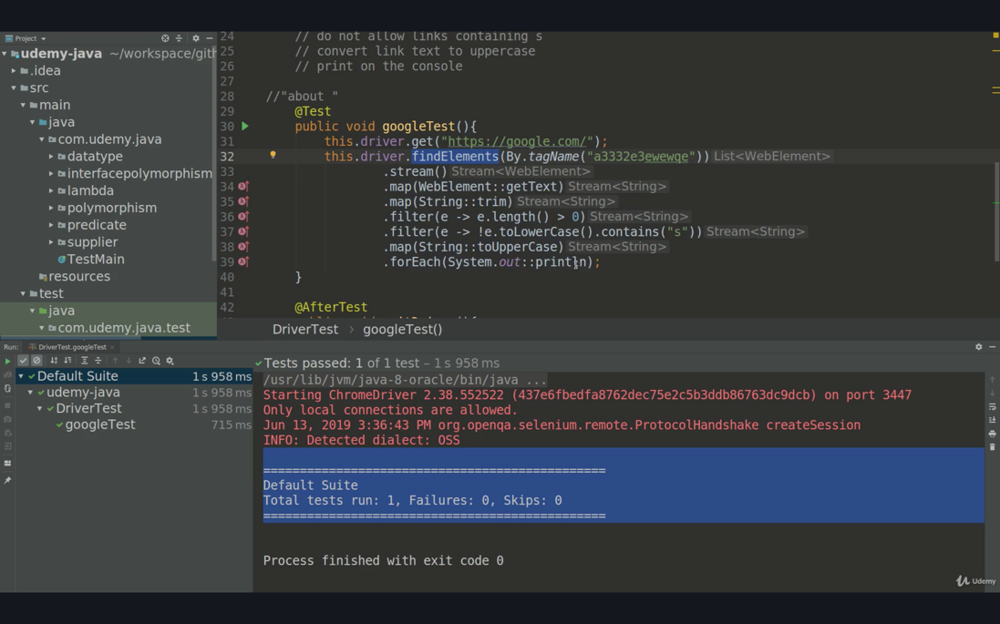 Project
udemy-java ~/workspace/gith
.idea
src
main
java
com.udemy.java
datatype
interfacepolymorphism
lambda
polymorphism
predicate
supplier
TestMain
resources
test
java
com.udemy.java.test
24 // do not allow links containing s
25 // convert link text to uppercase
26 // print on the console
27
28 //"about "
29 @Test
30 public void googleTest(){
31 this.driver.get("https://google.com/");
32 this.driver.findElements(By.tagName("a3332e3ewewqe")) List<WebElement>
33 .stream() Stream<WebElement>
34 .map(WebElement::getText) Stream<String>
35 .map(String::trim) Stream<String>
36 .filter(e -> e.length() > 0) Stream<String>
37 .filter(e -> !e.toLowerCase().contains("s")) Stream<String>
38 .map(String::toUpperCase) Stream<String>
39 .forEach(System.out::println);
40 }
41
42 @AfterTest
DriverTest > googleTest()
Run: DriverTest.googleTest ×
Tests passed: 1 of 1 test – 1 s 958 ms
Default Suite 1 s 958 ms
udemy-java 1 s 958 ms
DriverTest 1 s 958 ms
googleTest 715 ms
/usr/lib/jvm/java-8-oracle/bin/java ...
Starting ChromeDriver 2.38.552522 (437e6fbedfa8762dec75e2c5b3ddb86763dc9dcb) on port 3447
Only local connections are allowed.
Jun 13, 2019 3:36:43 PM org.openqa.selenium.remote.ProtocolHandshake createSession
INFO: Detected dialect: OSS
===============================================
Default Suite
Total tests run: 1, Failures: 0, Skips: 0
===============================================
Process finished with exit code 0
Udemy